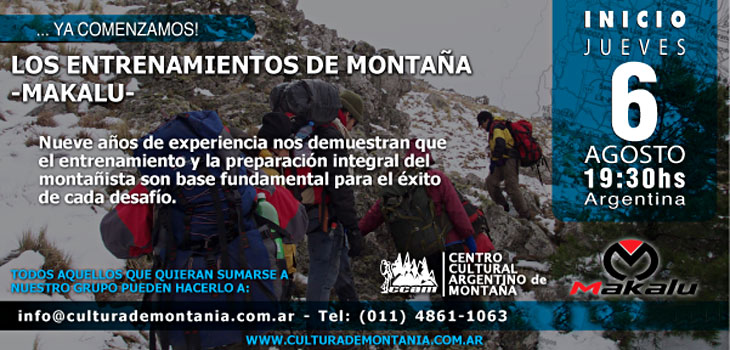 ... YA COMENZAMOS!
LOS ENTRENAMIENTOS DE MONTAÑA
-MAKALU-
Nueve años de experiencia nos demuestran que
el entrenamiento y la preparación integral del
montañista son base fundamental para el éxito
de cada desafío.
INICIO
JUEVES
6
AGOSTO
19:30hs
Argentina
TODOS AQUELLOS QUE QUIERAN SUMARSE A
NUESTRO GRUPO PUEDEN HACERLO A:
ccam
CENTRO
CULTURAL
ARGENTINO de
MONTAÑA
Makalu
info@culturademontania.com.ar - Tel: (011) 4861-1063
WWW.CULTURADEMONTANIA.COM.AR